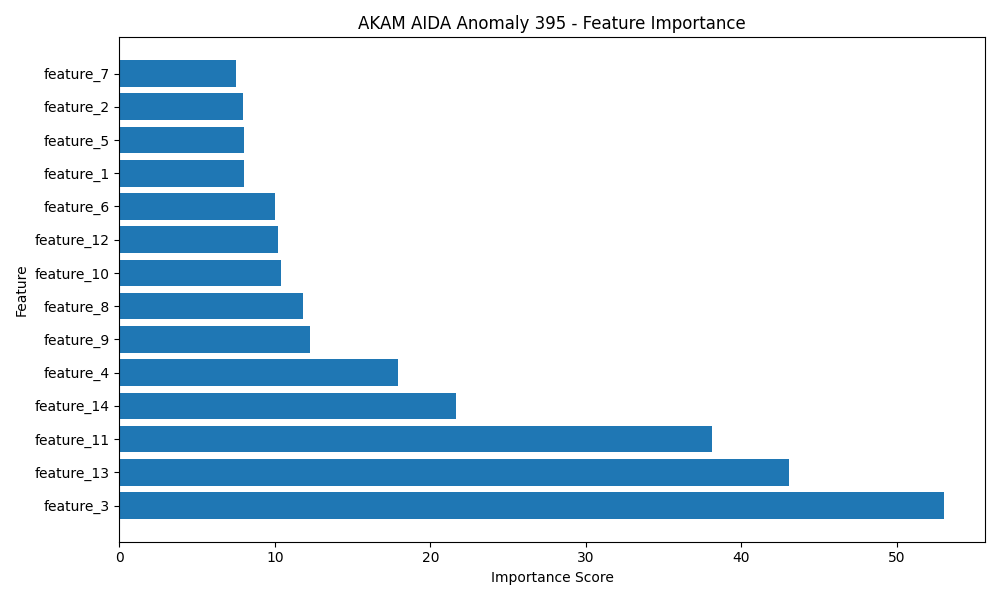 AKAM AIDA Anomaly 395 - Feature Importance
feature_7
feature_2
feature_5
feature_1
feature_6
feature_12
feature_10
feature_8
feature_9
feature_4
feature_14
feature_11
feature_13
feature_3
Feature
0 10 20 30 40 50
Importance Score